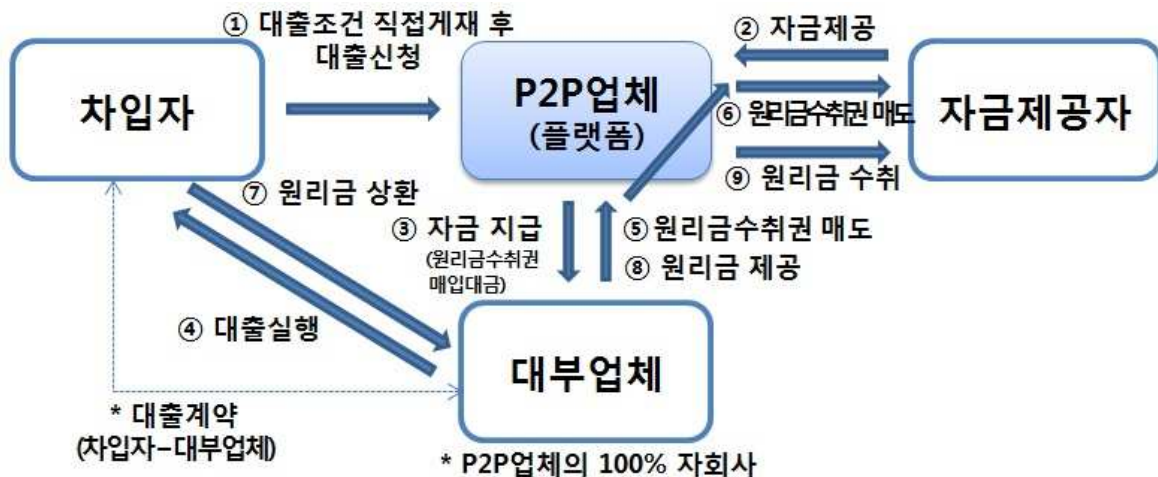 ① 대출조건 직접게재 후
대출신청
② 자금제공
차입자
P2P업체
(플랫폼)
⑥ 원리금수취권 매도
자금제공자
⑨ 원리금 수취
⑦ 원리금 상환
③ 자금 지급
(원리금수취권
매입대금)
⑤ 원리금수취권 매도
⑧ 원리금 제공
④ 대출실행
대부업체
* 대출계약
(차입자-대부업체)
* P2P업체의 100% 자회사